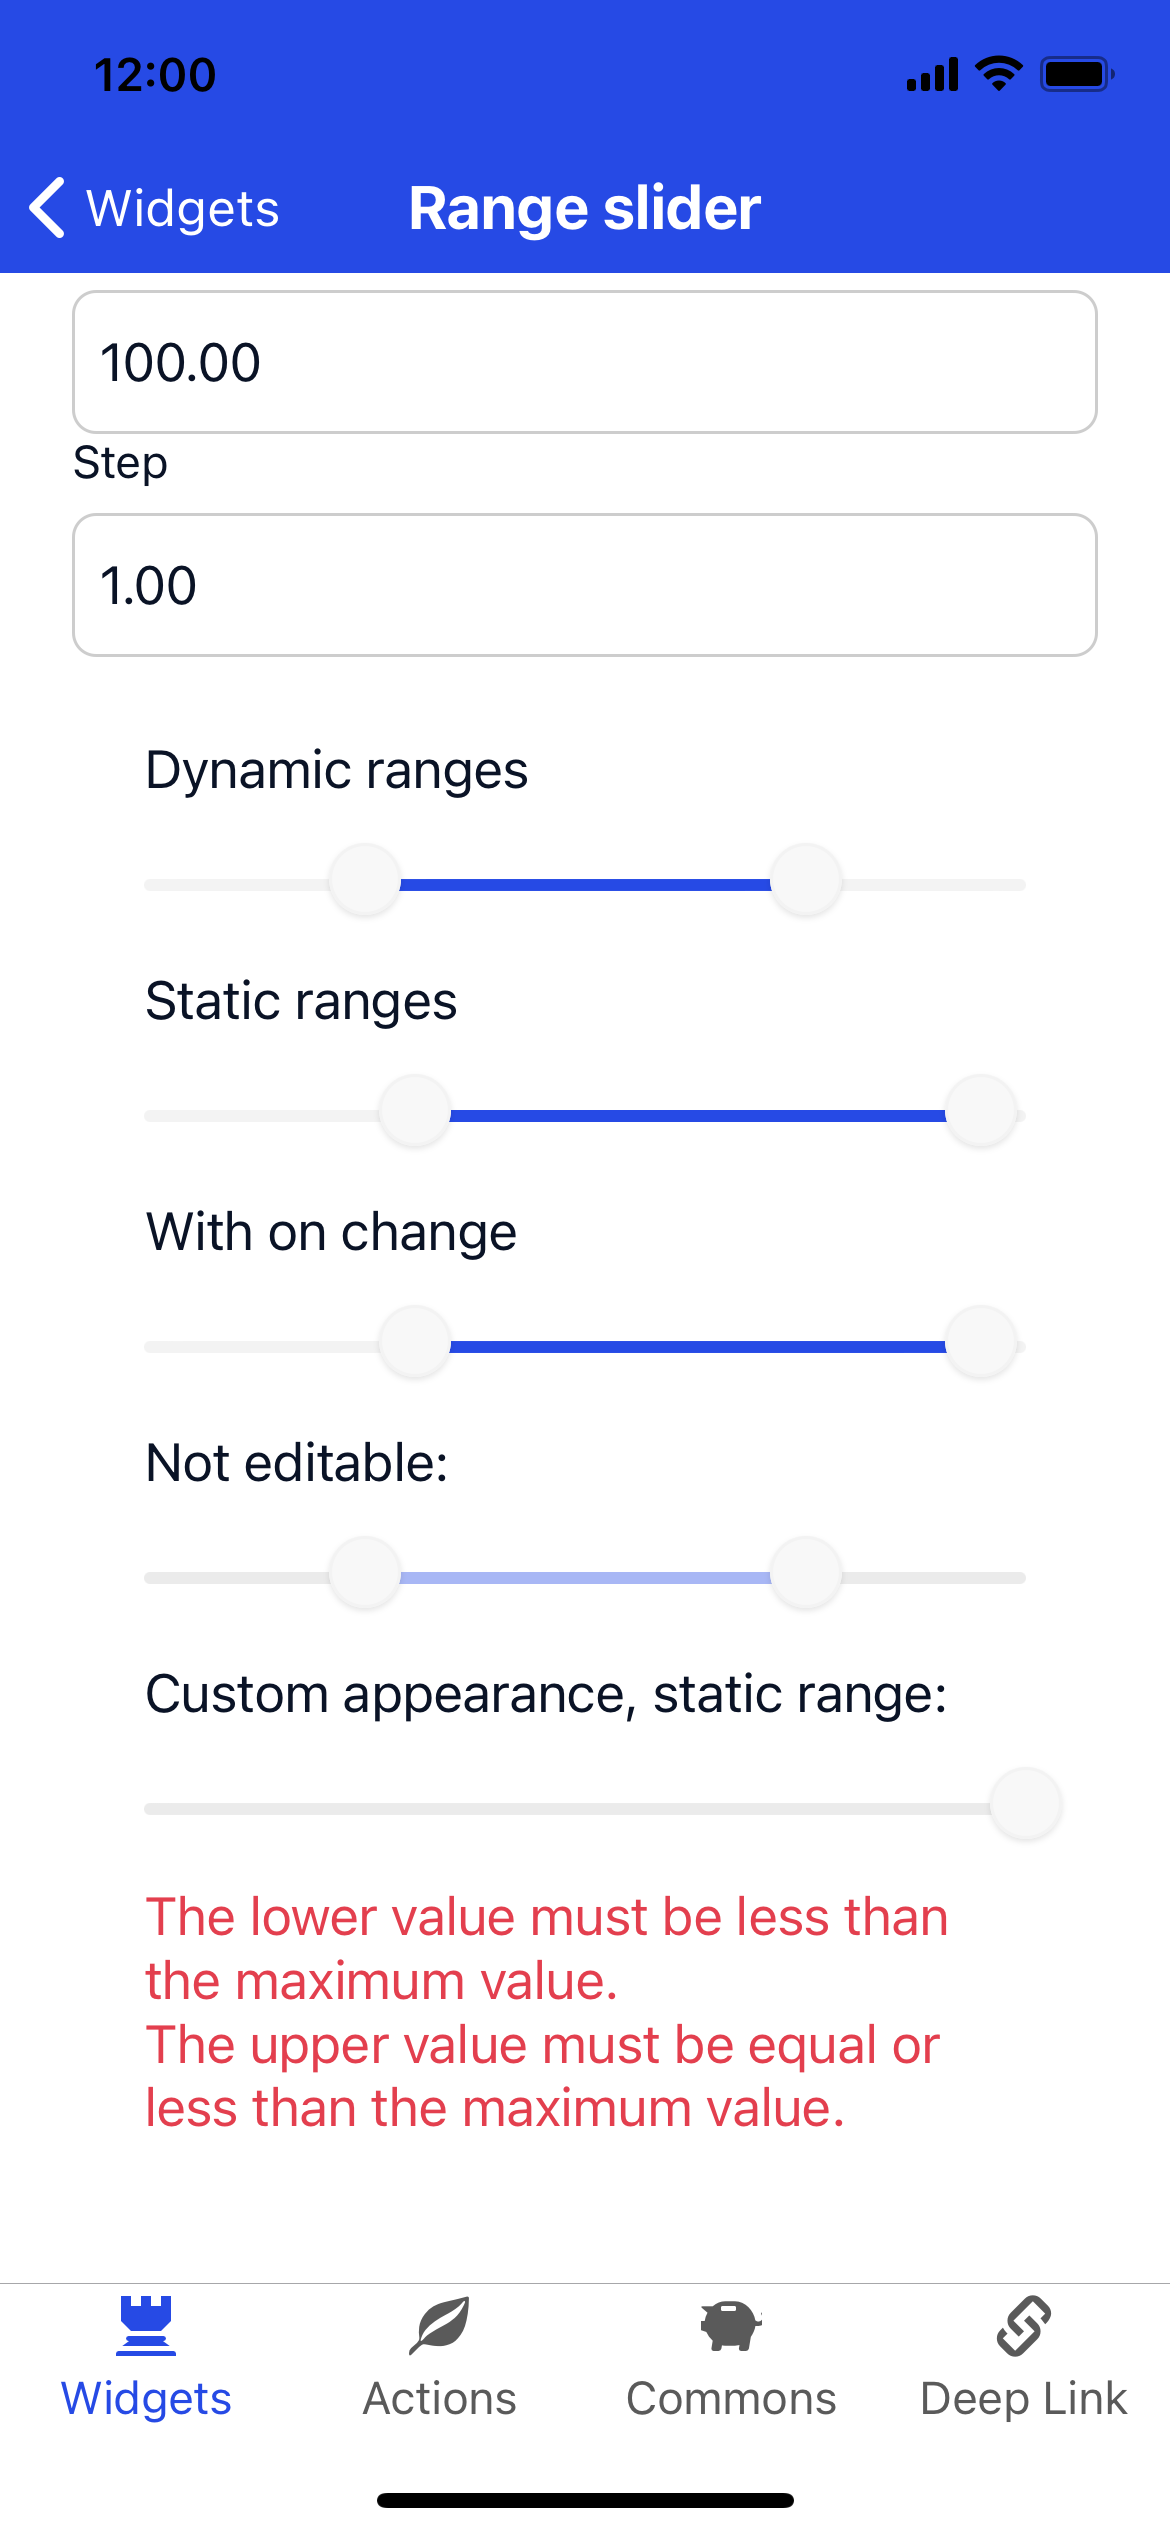 12:00
Widgets
Range slider
100.00
Step
1.00
Dynamic ranges
Static ranges
With on change
Not editable:
Custom appearance, static range:
The lower value must be less than
the maximum value.
The upper value must be equal or
less than the maximum value.
Widgets
Actions
Commons
Deep Link